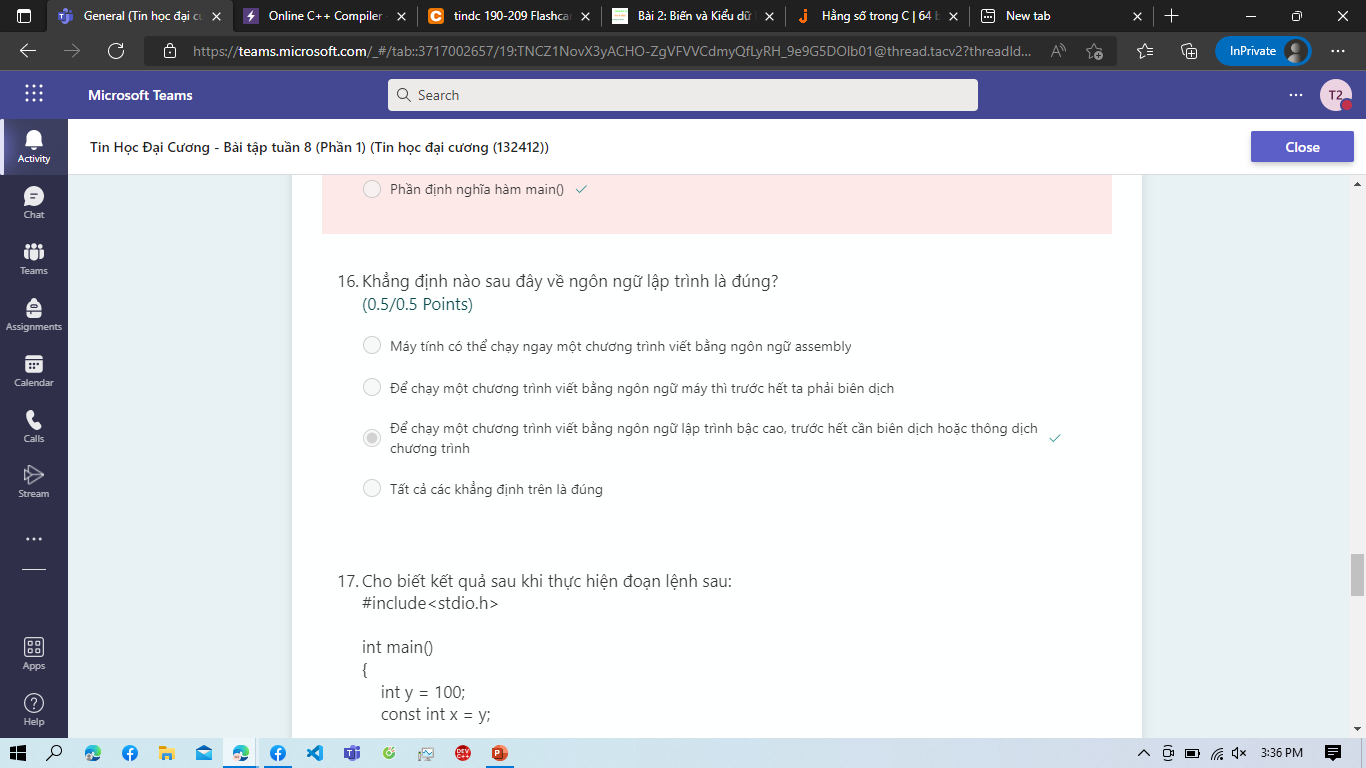 General (Tin học đại cư
Online C++ Compiler
tindc 190-209 Flashcar
Bài 2: Biến và Kiểu dữ l
Hằng số trong C | 64 b
New tab
https://teams.microsoft.com/_#/tab::3717002657/19:TNCZ1NovX3yACHO-ZgVFVVCdmyQfLyRH_9e9G5DOIb01@thread.tacv2?threadId...
InPrivate
Microsoft Teams
Search
T2
Tin Học Đại Cương - Bài tập tuần 8 (Phần 1) (Tin học đại cương (132412))
Close
Activity
Chat
Teams
Assignments
Calendar
Calls
Stream
Apps
Help
Phần định nghĩa hàm main()
16. Khẳng định nào sau đây về ngôn ngữ lập trình là đúng?
(0.5/0.5 Points)
Máy tính có thể chạy ngay một chương trình viết bằng ngôn ngữ assembly
Để chạy một chương trình viết bằng ngôn ngữ máy thì trước hết ta phải biên dịch
Để chạy một chương trình viết bằng ngôn ngữ lập trình bậc cao, trước hết cần biên dịch hoặc thông dịch
chương trình
Tất cả các khẳng định trên là đúng
17. Cho biết kết quả sau khi thực hiện đoạn lệnh sau:
#include<stdio.h>
int main()
{
int y = 100;
const int x = y;
3:36 PM